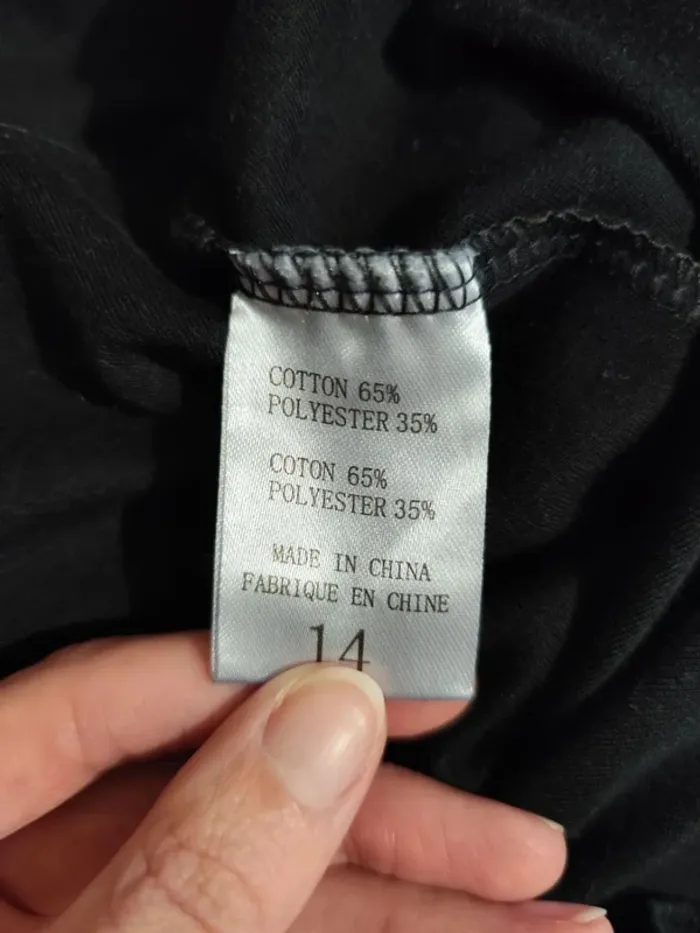 COTTON 65%
POLYESTER 35%
COTON 65%
POLYESTER 35%
MADE IN CHINA
FABRIQUE EN CHINE
14